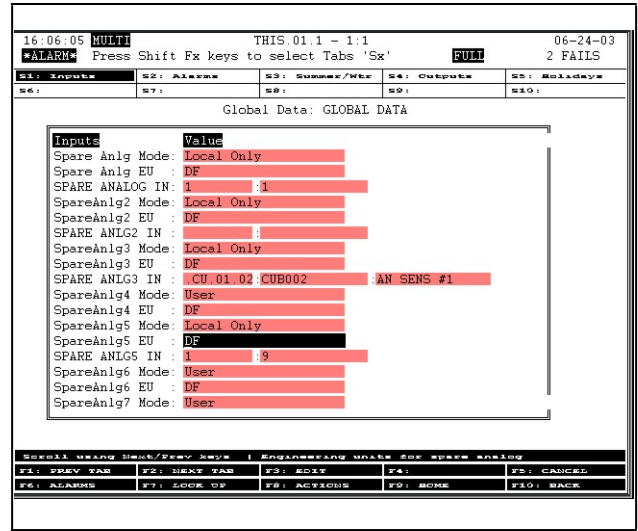 16:06:05 MULTI THIS.01.1 – 1:1 06-24-03
*ALARM* Press Shift Fx keys to select Tabs 'Sx' FULL 2 FAILS
S1: Inputs S2: Alarms S3: Summer/Wtr S4: Outputs S5: Holidays
S6: S7: S8: S9: S10:
Global Data: GLOBAL DATA
Inputs Value
Spare Anlg Mode: Local Only
Spare Anlg EU : DF
SPARE ANALOG IN: 1 :1
SpareAnlg2 Mode: Local Only
SpareAnlg2 EU : DF
SPARE ANLG2 IN : :
SpareAnlg3 Mode: Local Only
SpareAnlg3 EU : DF
SPARE ANLG3 IN : .CU.01.02:CUB002 :AN SENS #1
SpareAnlg4 Mode: User
SpareAnlg4 EU : DF
SpareAnlg5 Mode: Local Only
SpareAnlg5 EU : DF
SPARE ANLG5 IN : 1 :9
SpareAnlg6 Mode: User
SpareAnlg6 EU : DF
SpareAnlg7 Mode: User
Scroll using Next/Prev keys | Engineering units for spare analog
F1: PREV TAB F2: NEXT TAB F3: EDIT F4: F5: CANCEL
F6: ALARMS F7: LOOK UP F8: ACTIONS F9: HOME F10: BACK